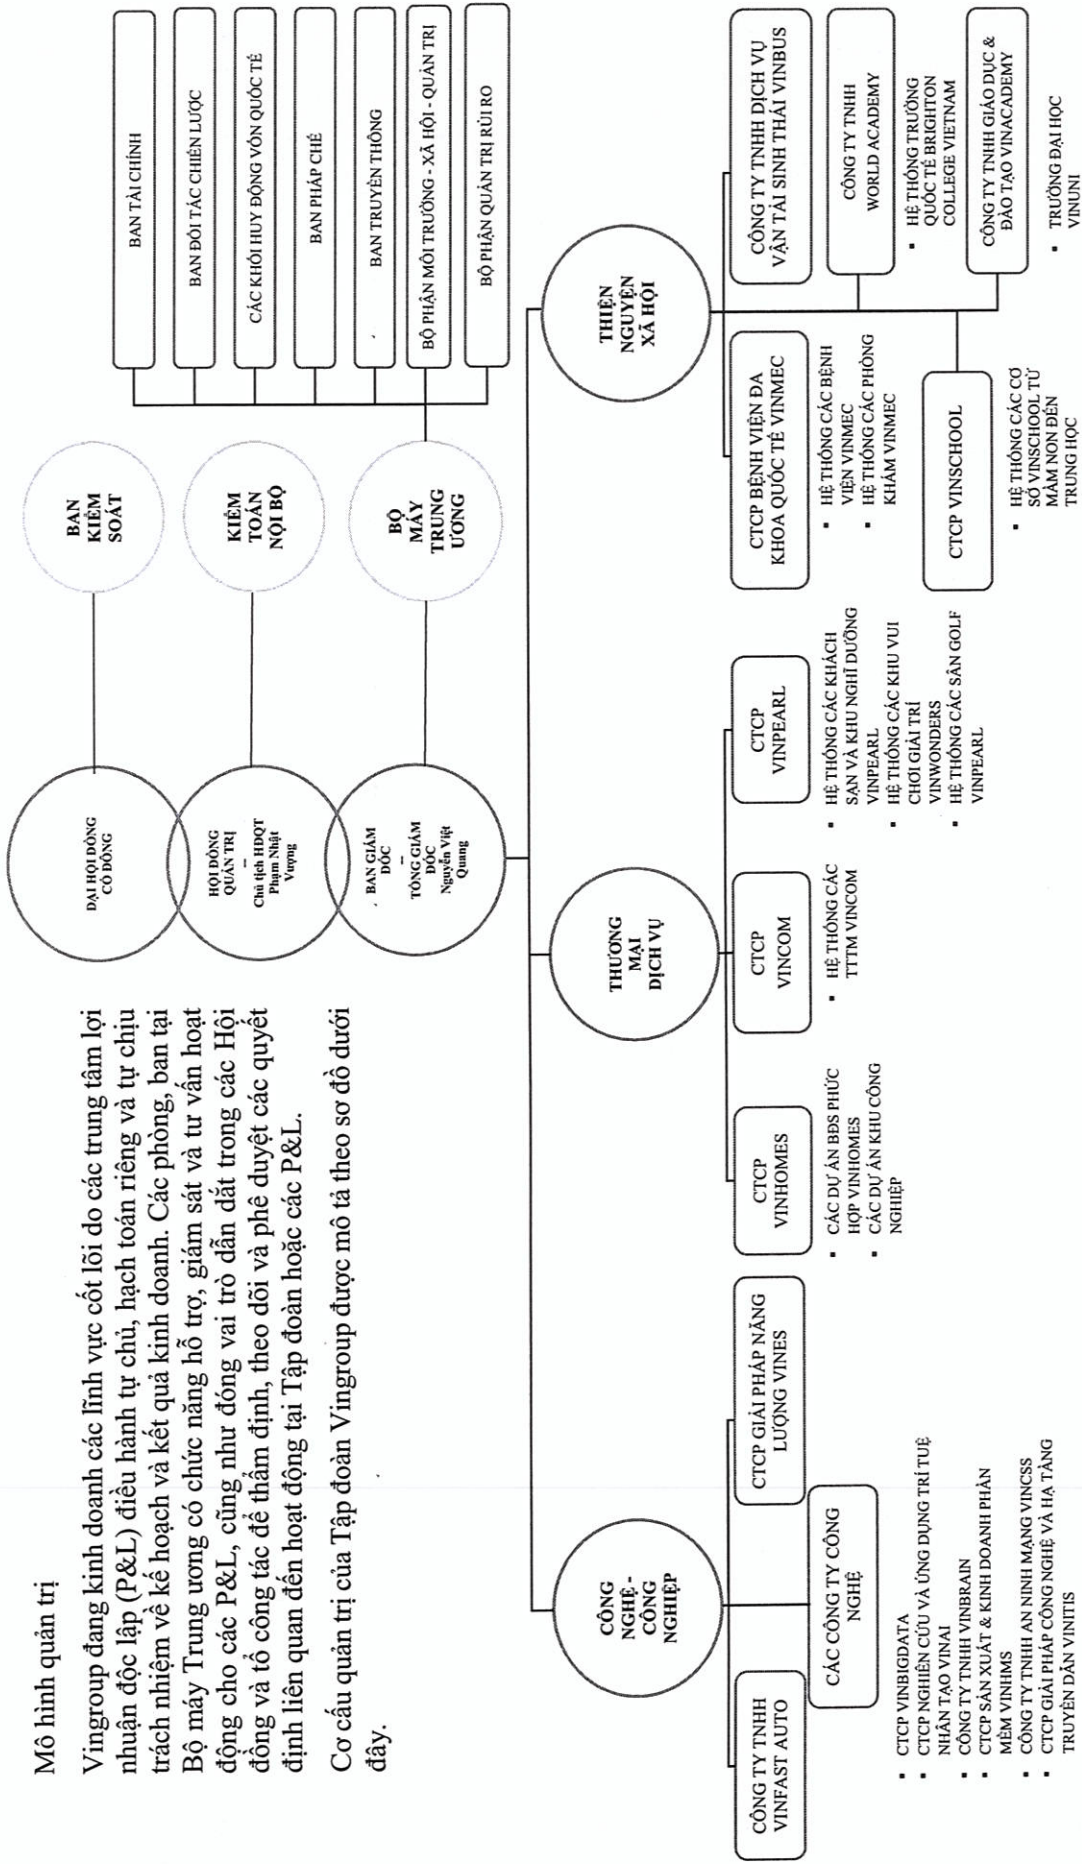 Mô hình quản trị
Vingroup đang kinh doanh các lĩnh vực cốt lõi do các trung tâm lợi
nhuận độc lập (P&L) điều hành tự chủ, hạch toán riêng và tự chịu
trách nhiệm về kế hoạch và kết quả kinh doanh. Các phòng, ban tại
Bộ máy Trung ương có chức năng hỗ trợ, giám sát và tư vấn hoạt
động cho các P&L, cũng như đóng vai trò dẫn dắt trong các Hội
đồng và tổ công tác để thẩm định, theo dõi và phê duyệt các quyết
định liên quan đến hoạt động tại Tập đoàn hoặc các P&L.
Cơ cấu quản trị của Tập đoàn Vingroup được mô tả theo sơ đồ dưới
đây.
ĐẠI HỘI ĐỒNG
CỔ ĐÔNG
HỘI ĐỒNG
QUẢN TRỊ
–
Chủ tịch HĐQT
Phạm Nhật
Vượng
BAN GIÁM
ĐỐC
–
TỔNG GIÁM
ĐỐC
Nguyễn Việt
Quang
BAN
KIỂM
SOÁT
KIỂM
TOÁN
NỘI BỘ
BỘ
MÁY
TRUNG
ƯƠNG
BAN TÀI CHÍNH
BAN ĐỐI TÁC CHIẾN LƯỢC
CÁC KHỐI HUY ĐỘNG VỐN QUỐC TẾ
BAN PHÁP CHẾ
BAN TRUYỀN THÔNG
BỘ PHẬN MÔI TRƯỜNG - XÃ HỘI - QUẢN TRỊ
BỘ PHẬN QUẢN TRỊ RỦI RO
CÔNG
NGHỆ -
CÔNG
NGHIỆP
CÔNG TY TNHH
VINFAST AUTO
CTCP GIẢI PHÁP NĂNG
LƯỢNG VINES
CÁC CÔNG TY CÔNG
NGHỆ
▪ CTCP VINBIGDATA
▪ CTCP NGHIÊN CỨU VÀ ỨNG DỤNG TRÍ TUỆ
NHÂN TẠO VINAI
▪ CÔNG TY TNHH VINBRAIN
▪ CTCP SẢN XUẤT & KINH DOANH PHẦN
MỀM VINHMS
▪ CÔNG TY TNHH AN NINH MẠNG VINCSS
▪ CTCP GIẢI PHÁP CÔNG NGHỆ VÀ HẠ TẦNG
TRUYỀN DẪN VINITIS
THƯƠNG
MẠI
DỊCH VỤ
CTCP
VINHOMES
▪ CÁC DỰ ÁN BĐS PHỨC
HỢP VINHOMES
▪ CÁC DỰ ÁN KHU CÔNG
NGHIỆP
CTCP
VINCOM
▪ HỆ THỐNG CÁC
TTTM VINCOM
CTCP
VINPEARL
▪ HỆ THỐNG CÁC KHÁCH
SẠN VÀ KHU NGHỈ DƯỠNG
VINPEARL
▪ HỆ THỐNG CÁC KHU VUI
CHƠI GIẢI TRÍ
VINWONDERS
▪ HỆ THỐNG CÁC SÂN GOLF
VINPEARL
THIỆN
NGUYỆN
XÃ HỘI
CTCP BỆNH VIỆN ĐA
KHOA QUỐC TẾ VINMEC
▪ HỆ THỐNG CÁC BỆNH
VIỆN VINMEC
▪ HỆ THỐNG CÁC PHÒNG
KHÁM VINMEC
CTCP VINSCHOOL
▪ HỆ THỐNG CÁC CƠ
SỞ VINSCHOOL TỪ
MẦM NON ĐẾN
TRUNG HỌC
CÔNG TY TNHH DỊCH VỤ
VẬN TẢI SINH THÁI VINBUS
CÔNG TY TNHH
WORLD ACADEMY
▪ HỆ THỐNG TRƯỜNG
QUỐC TẾ BRIGHTON
COLLEGE VIETNAM
CÔNG TY TNHH GIÁO DỤC &
ĐÀO TẠO VINACADEMY
▪ TRƯỜNG ĐẠI HỌC
VINUNI